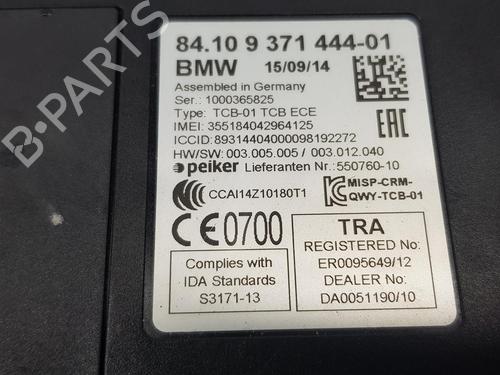 84.10 9 371 444-01
BMW 15/09/14
Assembled in Germany
Ser.: 1000365825
Type: TCB-01 TCB ECE
IMEI: 355184042964125
ICCID: 89314404000098192272
HW/SW: 003.005.005 / 003.012.040
peiker Lieferanten Nr.:550760-10
EAC
CCAI14Z10180T1
MISP-CRM-
QWY-TCB-01
CE0700
Complies with
IDA Standards
S3171-13
TRA
REGISTERED No:
ER0095649/12
DEALER No:
DA0051190/10
B-PARTS